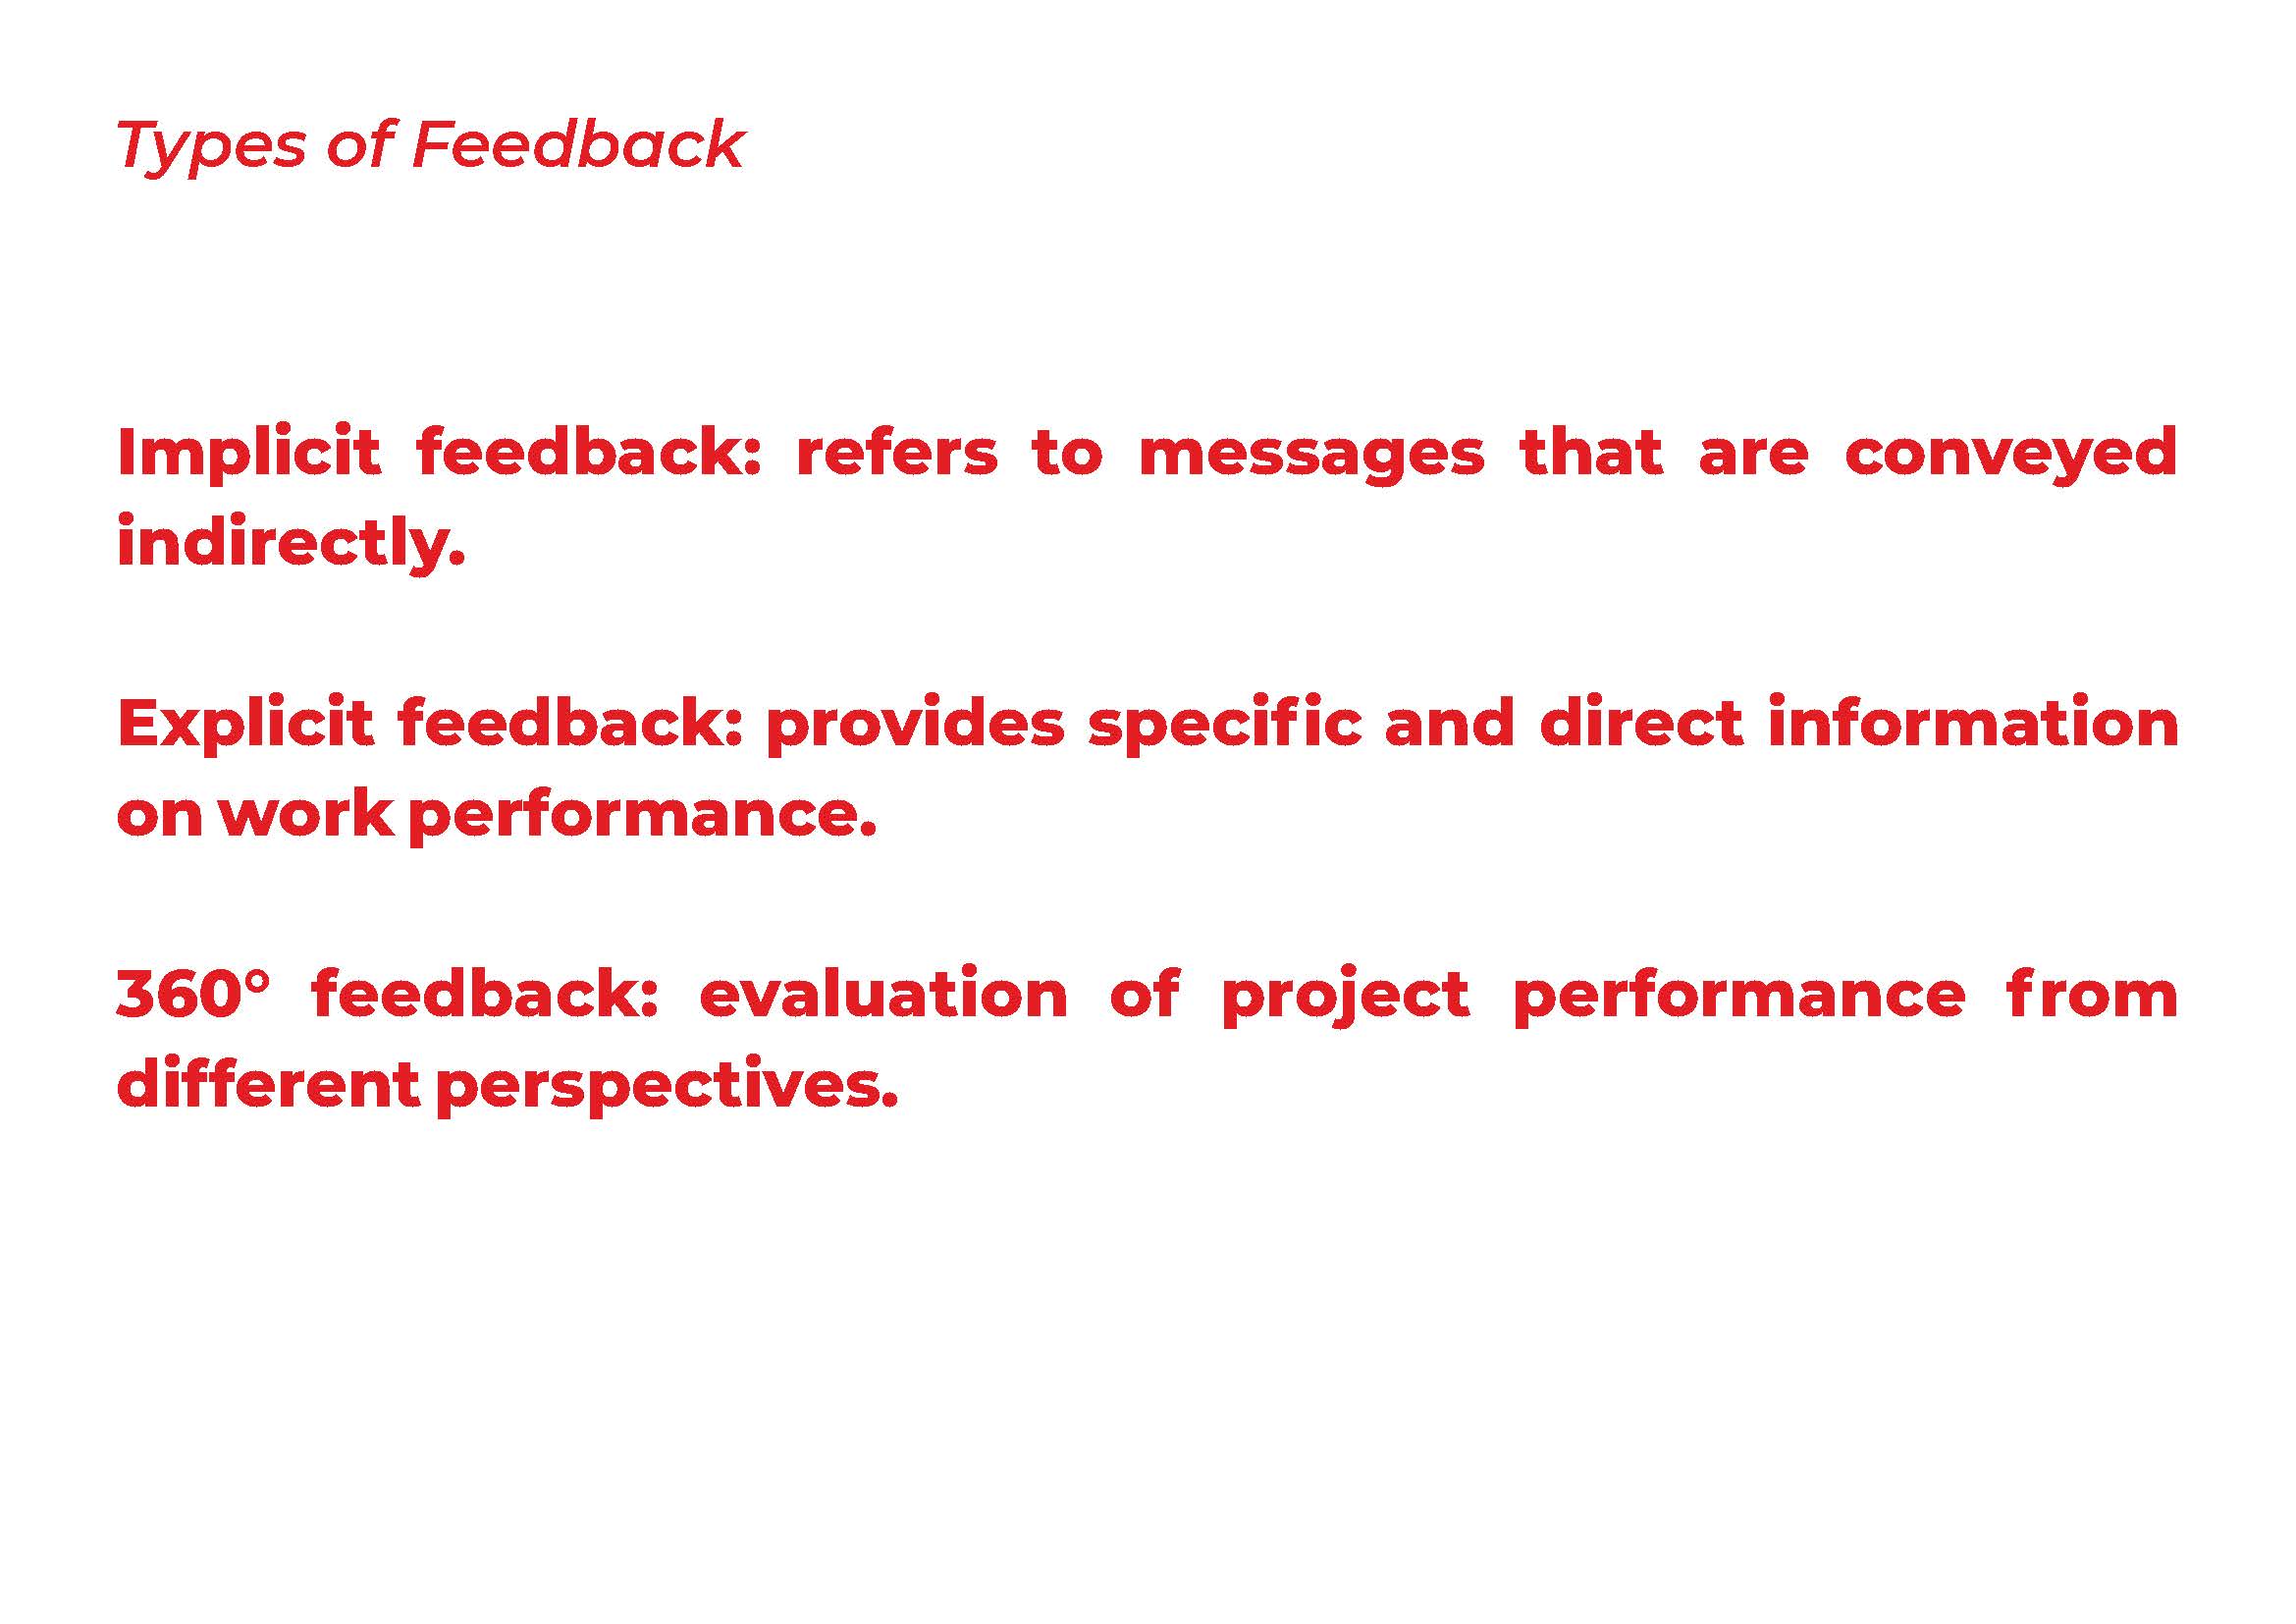 Types of Feedback
Implicit feedback: refers to messages that are conveyed
indirectly.
Explicit feedback: provides specific and direct information
on work performance.
360° feedback: evaluation of project performance from
different perspectives.